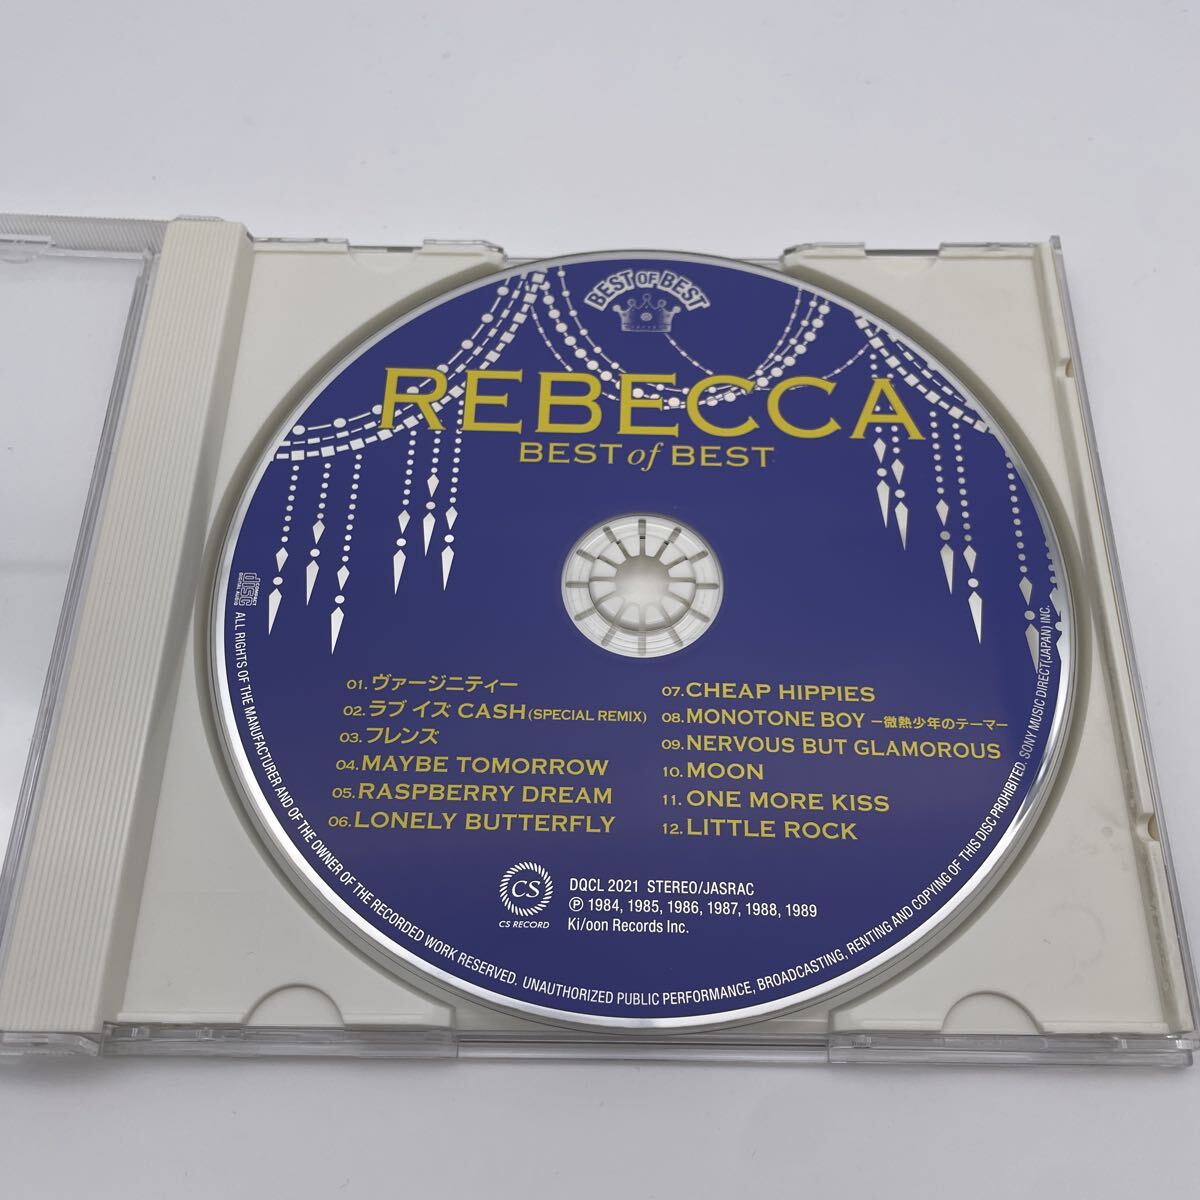 BEST OF BEST
REBECCA
BEST of BEST
COMPACT
disc
DIGITAL AUDIO
01.ヴァージニティー
02.ラブ イズ CASH (SPECIAL REMIX)
03.フレンズ
04.MAYBE TOMORROW
05.RASPBERRY DREAM
06.LONELY BUTTERFLY
07.CHEAP HIPPIES
08.MONOTONE BOY －微熱少年のテーマー
09.NERVOUS BUT GLAMOROUS
10.MOON
11.ONE MORE KISS
12.LITTLE ROCK
CS
CS RECORD
DQCL 2021 STEREO/JASRAC
Ⓟ 1984, 1985, 1986, 1987, 1988, 1989
Ki/oon Records Inc.
ALL RIGHTS OF THE MANUFACTURER AND OF THE OWNER OF THE RECORDED WORK RESERVED. UNAUTHORIZED PUBLIC PERFORMANCE, BROADCASTING, RENTING AND COPYING OF THIS DISC PROHIBITED. SONY MUSIC DIRECT(JAPAN) INC.